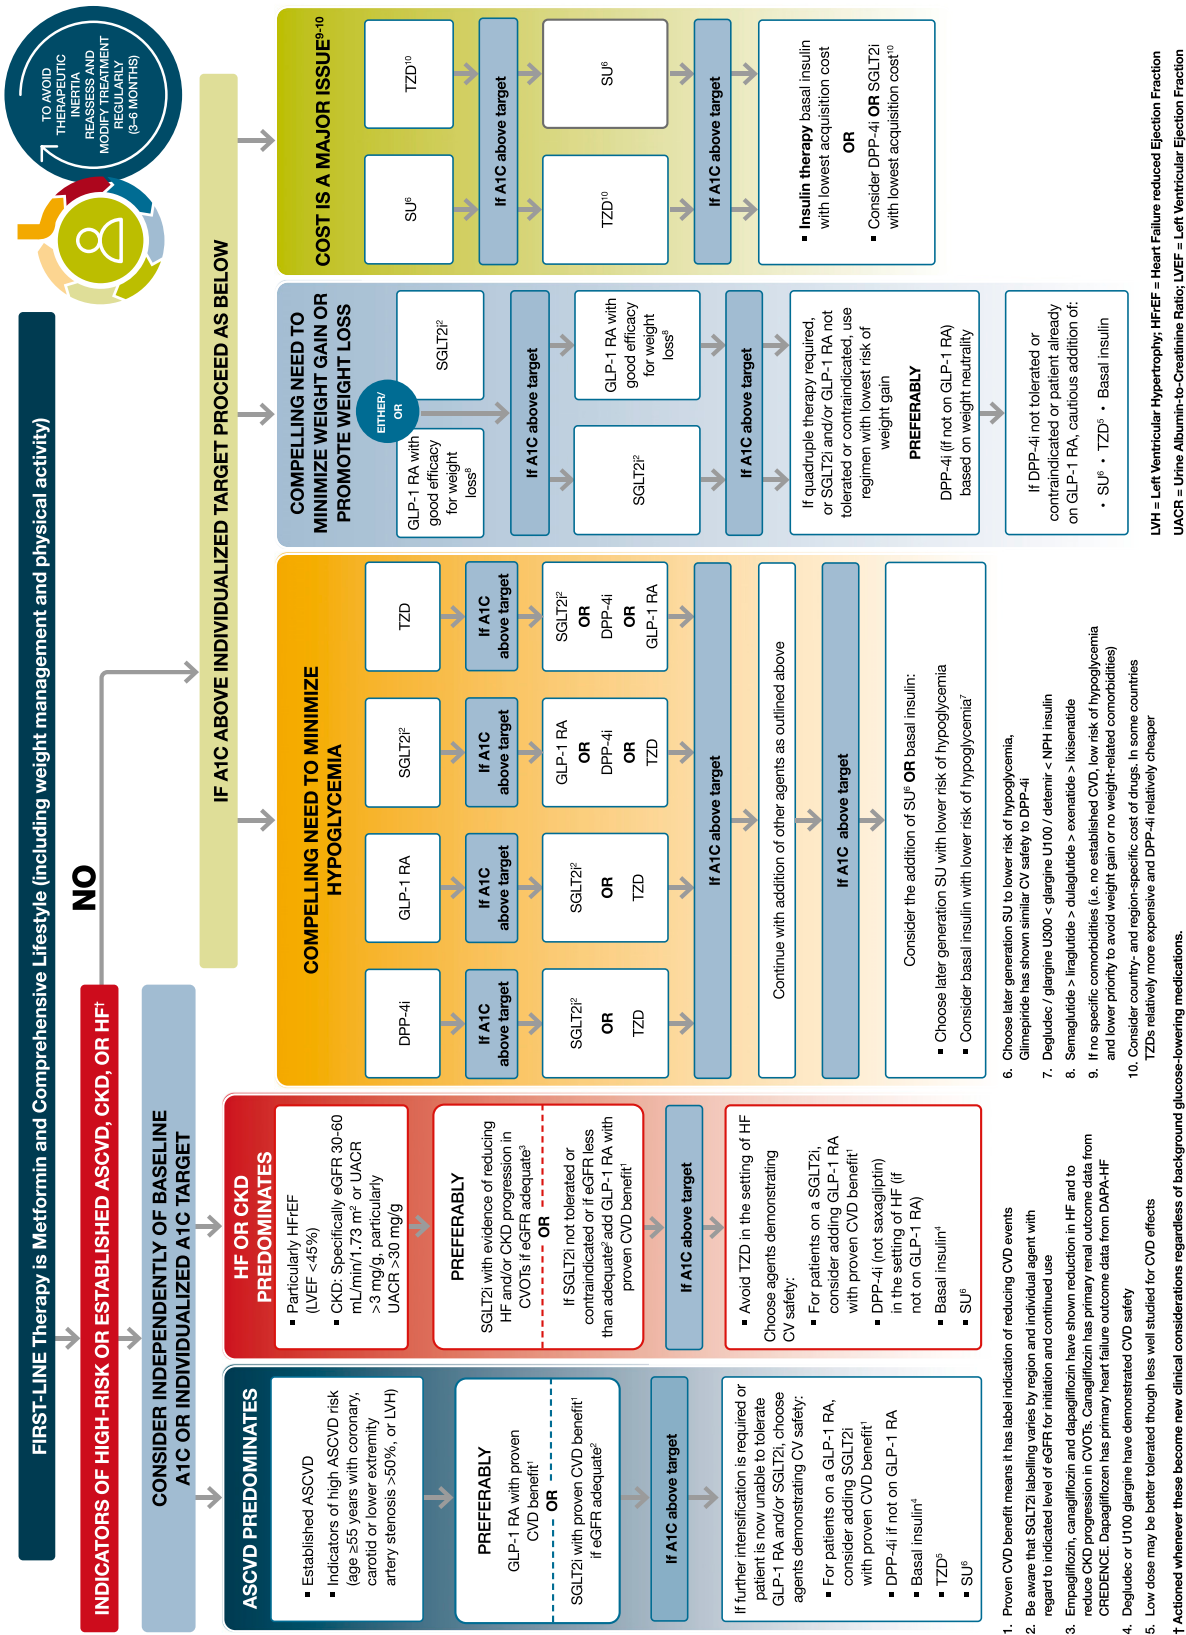 FIRST-LINE Therapy is Metformin and Comprehensive Lifestyle (including weight management and physical activity)
TO AVOID
THERAPEUTIC
INERTIA
REASSESS AND
MODIFY TREATMENT
REGULARLY
(3–6 MONTHS)
INDICATORS OF HIGH-RISK OR ESTABLISHED ASCVD, CKD, OR HF†
NO
CONSIDER INDEPENDENTLY OF BASELINE
A1C OR INDIVIDUALIZED A1C TARGET
IF A1C ABOVE INDIVIDUALIZED TARGET PROCEED AS BELOW
ASCVD PREDOMINATES
▪ Established ASCVD
▪ Indicators of high ASCVD risk
(age ≥55 years with coronary,
carotid or lower extremity
artery stenosis >50%, or LVH)
PREFERABLY
GLP-1 RA with proven
CVD benefit¹
OR
SGLT2i with proven CVD benefit¹
if eGFR adequate²
If A1C above target
If further intensification is required or
patient is now unable to tolerate
GLP-1 RA and/or SGLT2i, choose
agents demonstrating CV safety:
▪ For patients on a GLP-1 RA,
consider adding SGLT2i
with proven CVD benefit¹
▪ DPP-4i if not on GLP-1 RA
▪ Basal insulin⁴
▪ TZD⁵
▪ SU⁶
HF OR CKD
PREDOMINATES
▪ Particularly HFrEF
(LVEF <45%)
▪ CKD: Specifically eGFR 30-60
mL/min/1.73 m² or UACR
>3 mg/g, particularly
UACR >30 mg/g
PREFERABLY
SGLT2i with evidence of reducing
HF and/or CKD progression in
CVOTs if eGFR adequate³
OR
If SGLT2i not tolerated or
contraindicated or if eGFR less
than adequate² add GLP-1 RA with
proven CVD benefit¹
If A1C above target
▪ Avoid TZD in the setting of HF
Choose agents demonstrating
CV safety:
▪ For patients on a SGLT2i,
consider adding GLP-1 RA
with proven CVD benefit¹
▪ DPP-4i (not saxagliptin)
in the setting of HF (if
not on GLP-1 RA)
▪ Basal insulin⁴
▪ SU⁶
COMPELLING NEED TO MINIMIZE
HYPOGLYCEMIA
DPP-4i
GLP-1 RA
SGLT2i²
TZD
If A1C
above target
If A1C
above target
If A1C
above target
If A1C
above target
SGLT2i²
OR
TZD
SGLT2i²
OR
TZD
GLP-1 RA
OR
DPP-4i
OR
TZD
SGLT2i²
OR
DPP-4i
OR
GLP-1 RA
If A1C above target
Continue with addition of other agents as outlined above
If A1C above target
Consider the addition of SU⁶ OR basal insulin:
▪ Choose later generation SU with lower risk of hypoglycemia
▪ Consider basal insulin with lower risk of hypoglycemia⁷
COMPELLING NEED TO
MINIMIZE WEIGHT GAIN OR
PROMOTE WEIGHT LOSS
EITHER/
OR
GLP-1 RA with
good efficacy
for weight
loss⁸
SGLT2i²
If A1C above target
SGLT2i²
GLP-1 RA with
good efficacy
for weight
loss⁸
If A1C above target
If quadruple therapy required,
or SGLT2i and/or GLP-1 RA not
tolerated or contraindicated, use
regimen with lowest risk of
weight gain
PREFERABLY
DPP-4i (if not on GLP-1 RA)
based on weight neutrality
If DPP-4i not tolerated or
contraindicated or patient already
on GLP-1 RA, cautious addition of:
• SU⁶ • TZD⁵ • Basal insulin
COST IS A MAJOR ISSUE⁹⁻¹⁰
SU⁶
TZD¹⁰
If A1C above target
TZD¹⁰
SU⁶
If A1C above target
▪ Insulin therapy basal insulin
with lowest acquisition cost
OR
▪ Consider DPP-4i OR SGLT2i
with lowest acquisition cost¹⁰
1. Proven CVD benefit means it has label indication of reducing CVD events
2. Be aware that SGLT2i labelling varies by region and individual agent with
regard to indicated level of eGFR for initiation and continued use
3. Empagliflozin, canagliflozin and dapagliflozin have shown reduction in HF and to
reduce CKD progression in CVOTs. Canagliflozin has primary renal outcome data from
CREDENCE. Dapagliflozen has primary heart failure outcome data from DAPA-HF
4. Degludec or U100 glargine have demonstrated CVD safety
5. Low dose may be better tolerated though less well studied for CVD effects
6. Choose later generation SU to lower risk of hypoglycemia,
Glimepiride has shown similar CV safety to DPP-4i
7. Degludec / glargine U300 < glargine U100 / detemir < NPH insulin
8. Semaglutide > liraglutide > dulaglutide > exenatide > lixisenatide
9. If no specific comorbidities (i.e. no established CVD, low risk of hypoglycemia
and lower priority to avoid weight gain or no weight-related comorbidities)
10. Consider country- and region-specific cost of drugs. In some countries
TZDs relatively more expensive and DPP-4i relatively cheaper
† Actioned whenever these become new clinical considerations regardless of background glucose-lowering medications.
LVH = Left Ventricular Hypertrophy; HFrEF = Heart Failure reduced Ejection Fraction
UACR = Urine Albumin-to-Creatinine Ratio; LVEF = Left Ventricular Ejection Fraction